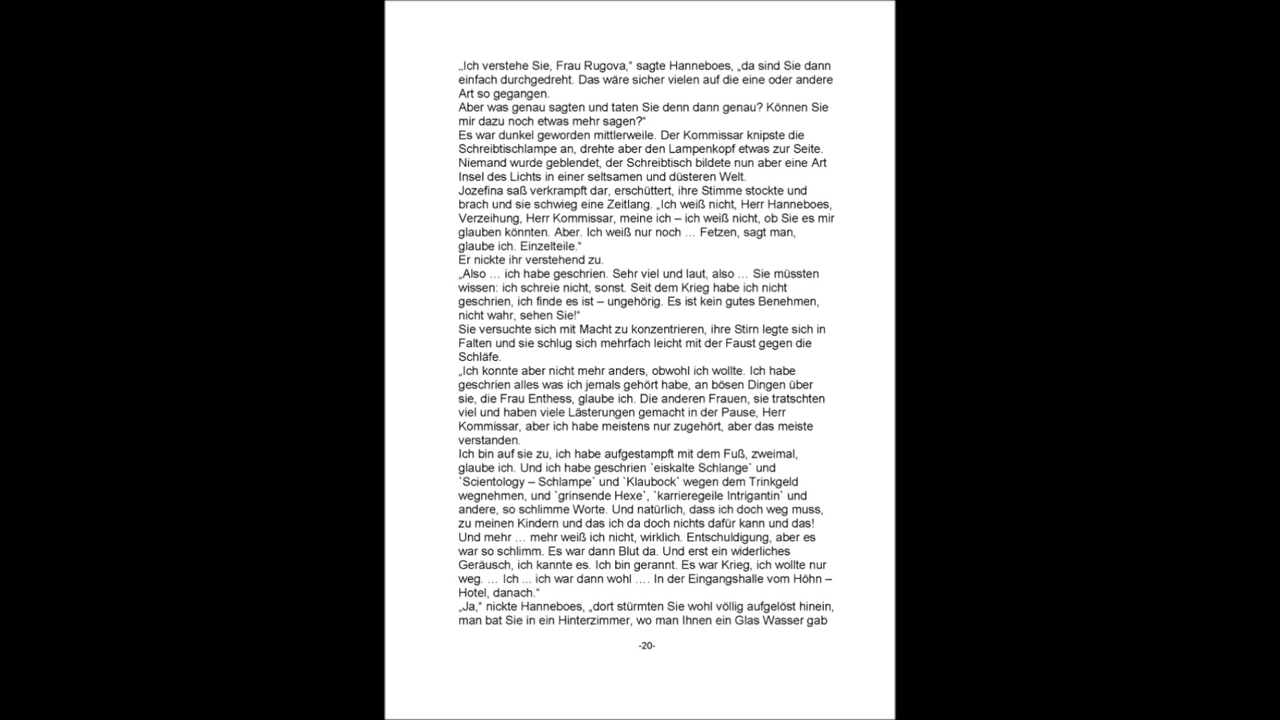 „Ich verstehe Sie, Frau Rugova,“ sagte Hanneboes, „da sind Sie dann
einfach durchgedreht. Das wäre sicher vielen auf die eine oder andere
Art so gegangen.
Aber was genau sagten und taten Sie denn dann genau? Können Sie
mir dazu noch etwas mehr sagen?“
Es war dunkel geworden mittlerweile. Der Kommissar knipste die
Schreibtischlampe an, drehte aber den Lampenkopf etwas zur Seite.
Niemand wurde geblendet, der Schreibtisch bildete nun aber eine Art
Insel des Lichts in einer seltsamen und düsteren Welt.
Jozefina saß verkrampft dar, erschüttert, ihre Stimme stockte und
brach und sie schwieg eine Zeitlang. „Ich weiß nicht, Herr Hanneboes,
Verzeihung, Herr Kommissar, meine ich – ich weiß nicht, ob Sie es mir
glauben könnten. Aber. Ich weiß nur noch … Fetzen, sagt man,
glaube ich. Einzelteile.“
Er nickte ihr verstehend zu.
„Also … ich habe geschrien. Sehr viel und laut, also … Sie müssten
wissen: ich schreie nicht, sonst. Seit dem Krieg habe ich nicht
geschrien, ich finde es ist – ungehörig. Es ist kein gutes Benehmen,
nicht wahr, sehen Sie!“
Sie versuchte sich mit Macht zu konzentrieren, ihre Stirn legte sich in
Falten und sie schlug sich mehrfach leicht mit der Faust gegen die
Schläfe.
„Ich konnte aber nicht mehr anders, obwohl ich wollte. Ich habe
geschrien alles was ich jemals gehört habe, an bösen Dingen über
sie, die Frau Enthess, glaube ich. Die anderen Frauen, sie tratschten
viel und haben viele Lästerungen gemacht in der Pause, Herr
Kommissar, aber ich habe meistens nur zugehört, aber das meiste
verstanden.
Ich bin auf sie zu, ich habe aufgestampft mit dem Fuß, zweimal,
glaube ich. Und ich habe geschrien `eiskalte Schlange` und
`Scientology – Schlampe` und `Klaubock` wegen dem Trinkgeld
wegnehmen, und `grinsende Hexe`, `karrieregeile Intrigantin` und
andere, so schlimme Worte. Und natürlich, dass ich doch weg muss,
zu meinen Kindern und das ich da doch nichts dafür kann und das!
Und mehr … mehr weiß ich nicht, wirklich. Entschuldigung, aber es
war so schlimm. Es war dann Blut da. Und erst ein widerliches
Geräusch, ich kannte es. Ich bin gerannt. Es war Krieg, ich wollte nur
weg. … Ich ... ich war dann wohl …. In der Eingangshalle vom Höhn –
Hotel, danach.“
„Ja,“ nickte Hanneboes, „dort stürmten Sie wohl völlig aufgelöst hinein,
man bat Sie in ein Hinterzimmer, wo man Ihnen ein Glas Wasser gab
-20-